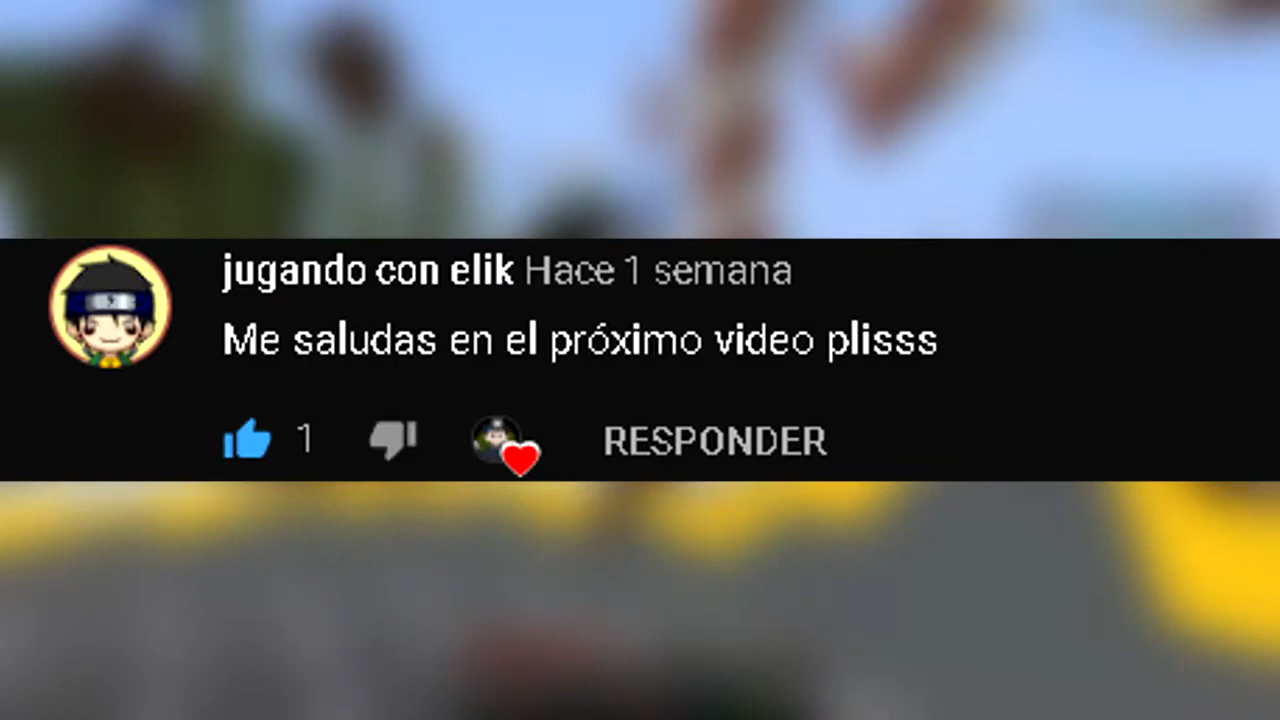 jugando con elik Hace 1 semana
Me saludas en el próximo video plisss
1 RESPONDER